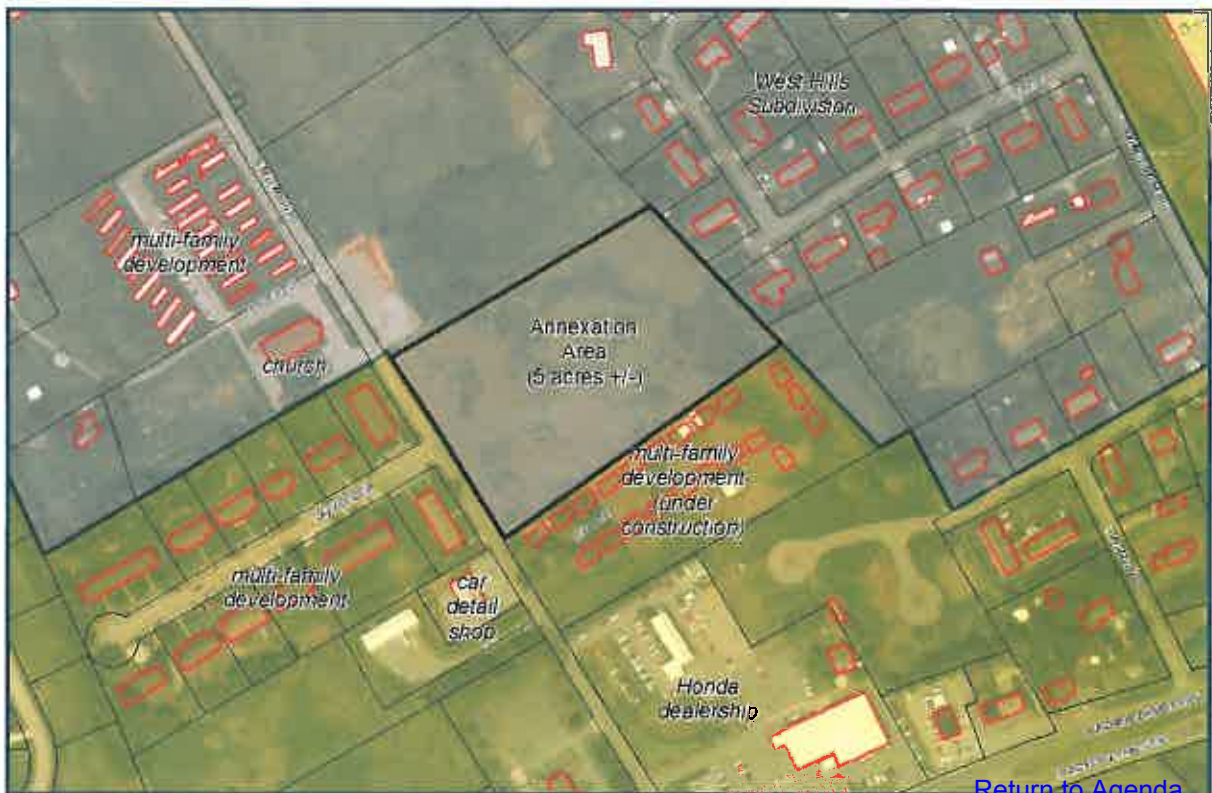 West Hills
Subdivision
multi-family
development
Annexation
Area
(5 acres +/-)
church
multi-family
development
(under
construction)
multi-family
development
car
detail
shop
Honda
dealership
Return to Agenda